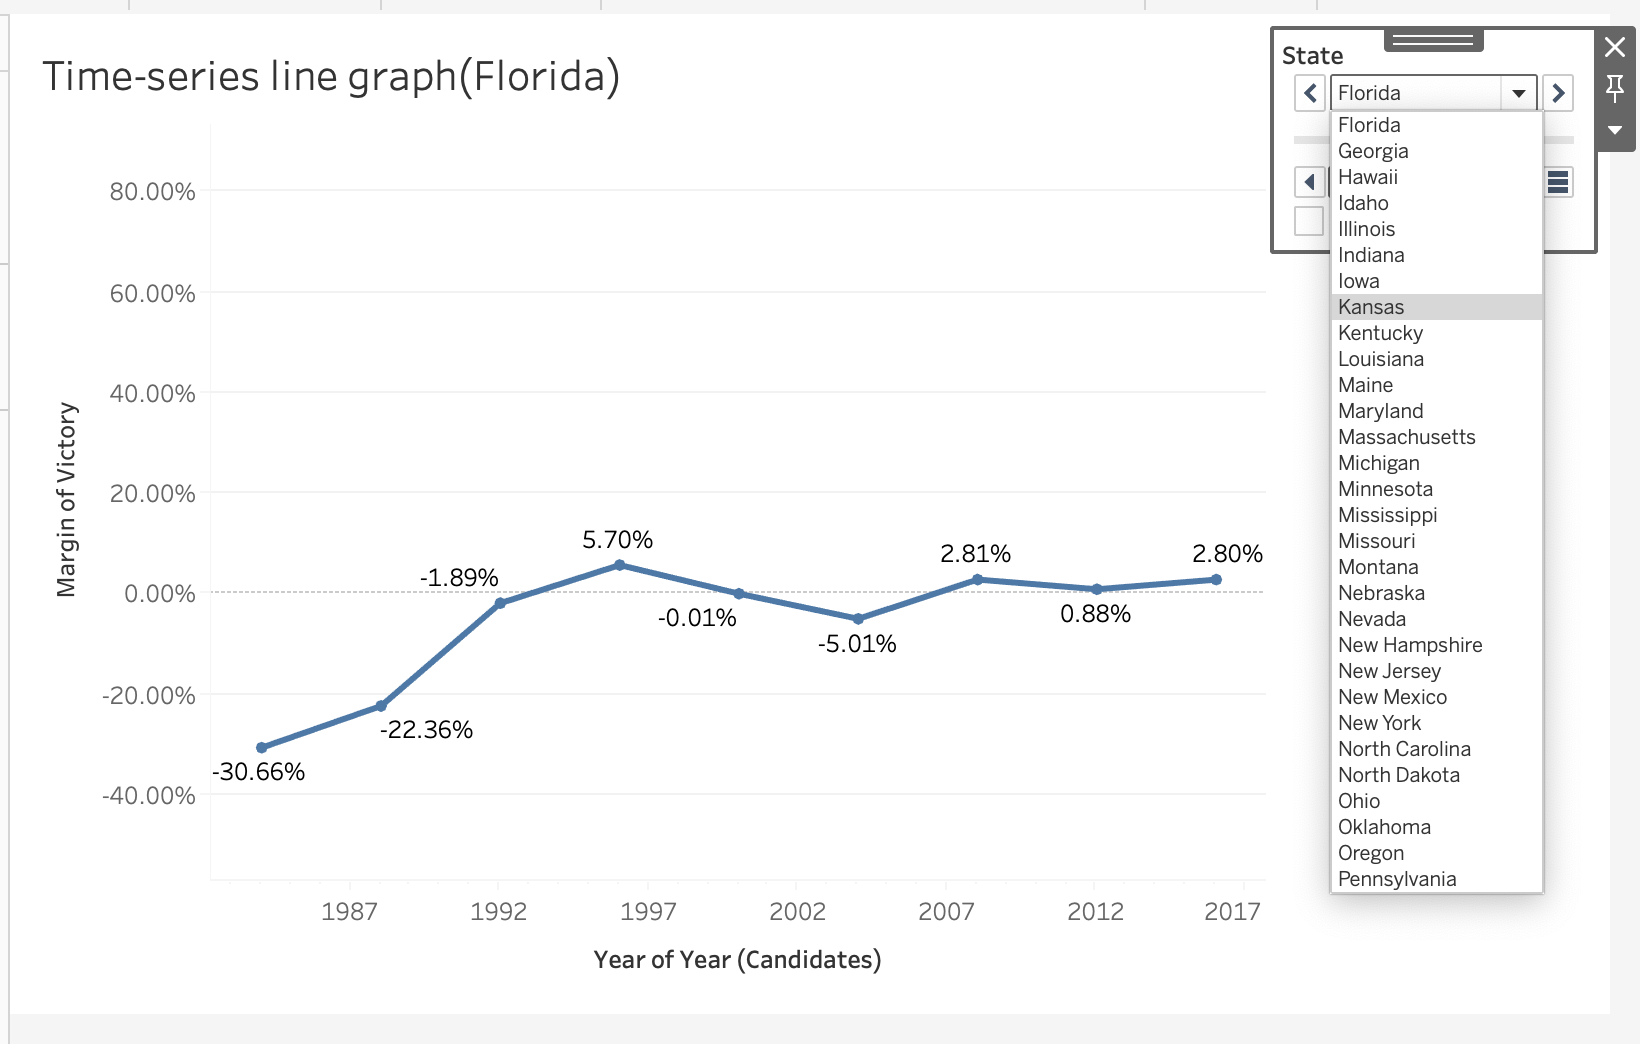 Time-series line graph(Florida)
80.00%
60.00%
40.00%
20.00%
0.00%
-20.00%
-40.00%
Margin of Victory
-30.66%
-22.36%
-1.89%
5.70%
-0.01%
-5.01%
2.81%
0.88%
2.80%
1987
1992
1997
2002
2007
2012
2017
Year of Year (Candidates)
State
Florida
Florida
Georgia
Hawaii
Idaho
Illinois
Indiana
Iowa
Kansas
Kentucky
Louisiana
Maine
Maryland
Massachusetts
Michigan
Minnesota
Mississippi
Missouri
Montana
Nebraska
Nevada
New Hampshire
New Jersey
New Mexico
New York
North Carolina
North Dakota
Ohio
Oklahoma
Oregon
Pennsylvania